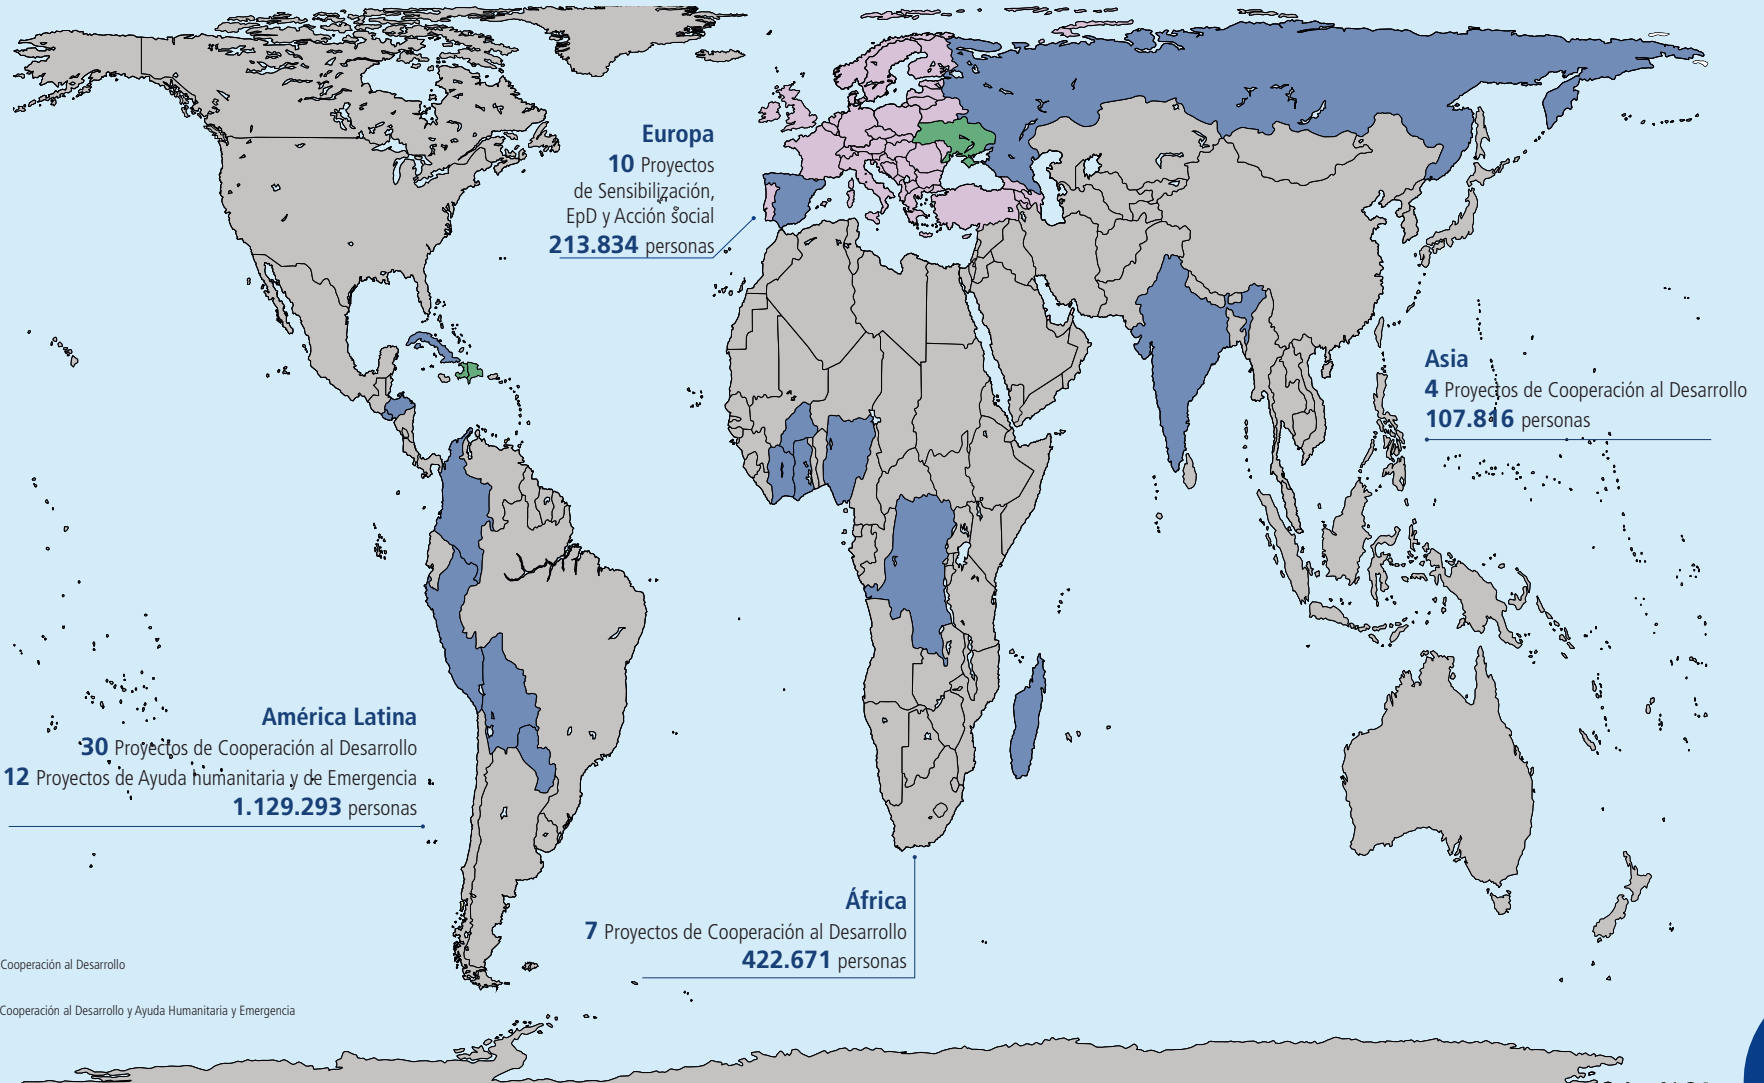 Europa
10 Proyectos
de Sensibilización,
EpD y Acción Social
213.834 personas
Asia
4 Proyectos de Cooperación al Desarrollo
107.816 personas
América Latina
30 Proyectos de Cooperación al Desarrollo
12 Proyectos de Ayuda humanitaria y de Emergencia
1.129.293 personas
África
7 Proyectos de Cooperación al Desarrollo
422.671 personas
Cooperación al Desarrollo
Cooperación al Desarrollo y Ayuda Humanitaria y Emergencia